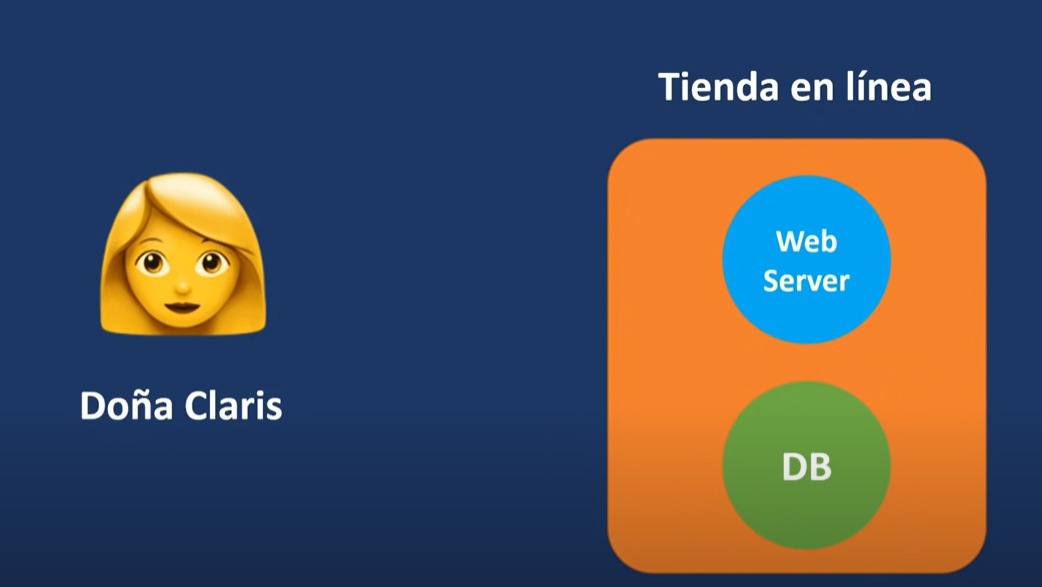 Tienda en línea
Web
Server
Doña Claris
DB